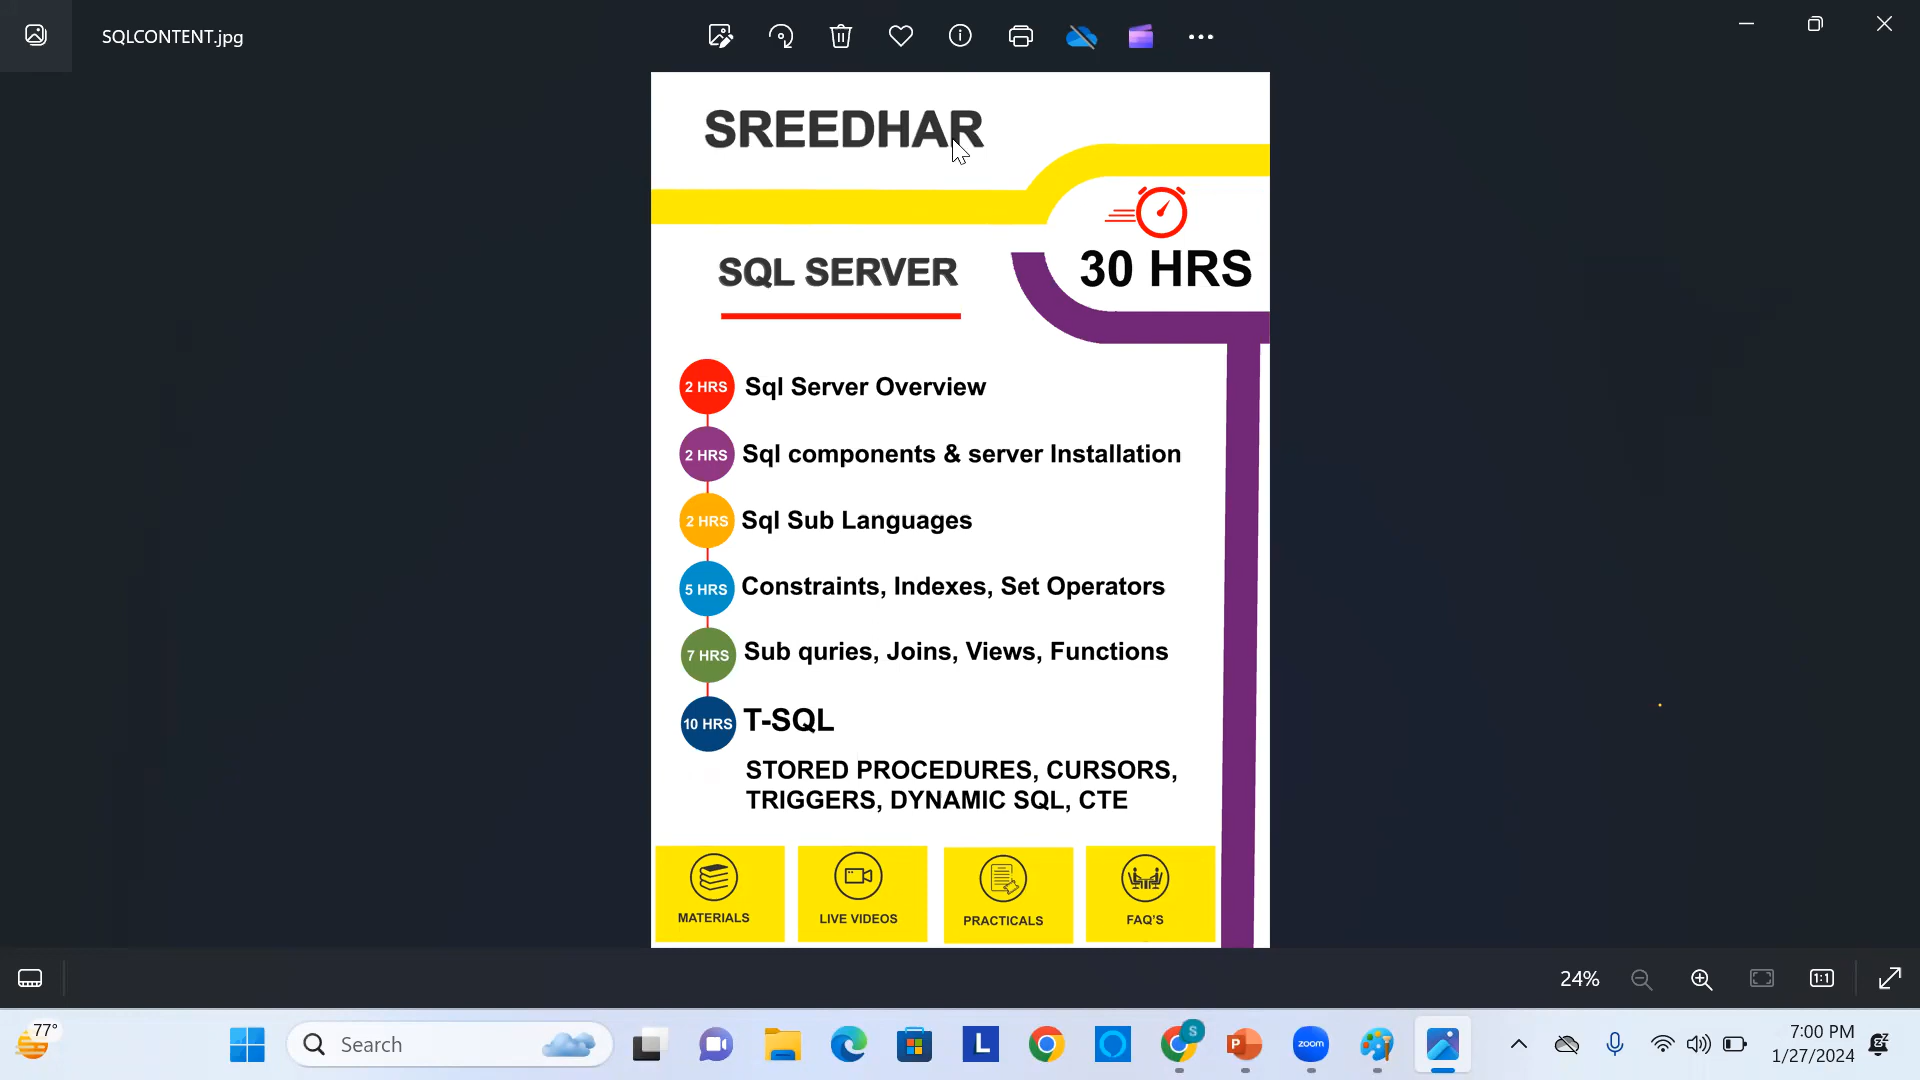 SQLCONTENT.jpg
SREEDHAR
30 HRS
SQL SERVER
2 HRS Sql Server Overview
2 HRS Sql components & server Installation
2 HRS Sql Sub Languages
5 HRS Constraints, Indexes, Set Operators
7 HRS Sub quries, Joins, Views, Functions
10 HRS T-SQL
STORED PROCEDURES, CURSORS,
TRIGGERS, DYNAMIC SQL, CTE
MATERIALS LIVE VIDEOS PRACTICALS FAQ'S
24% 1:1
77° Search L S P zoom 7:00 PM
1/27/2024